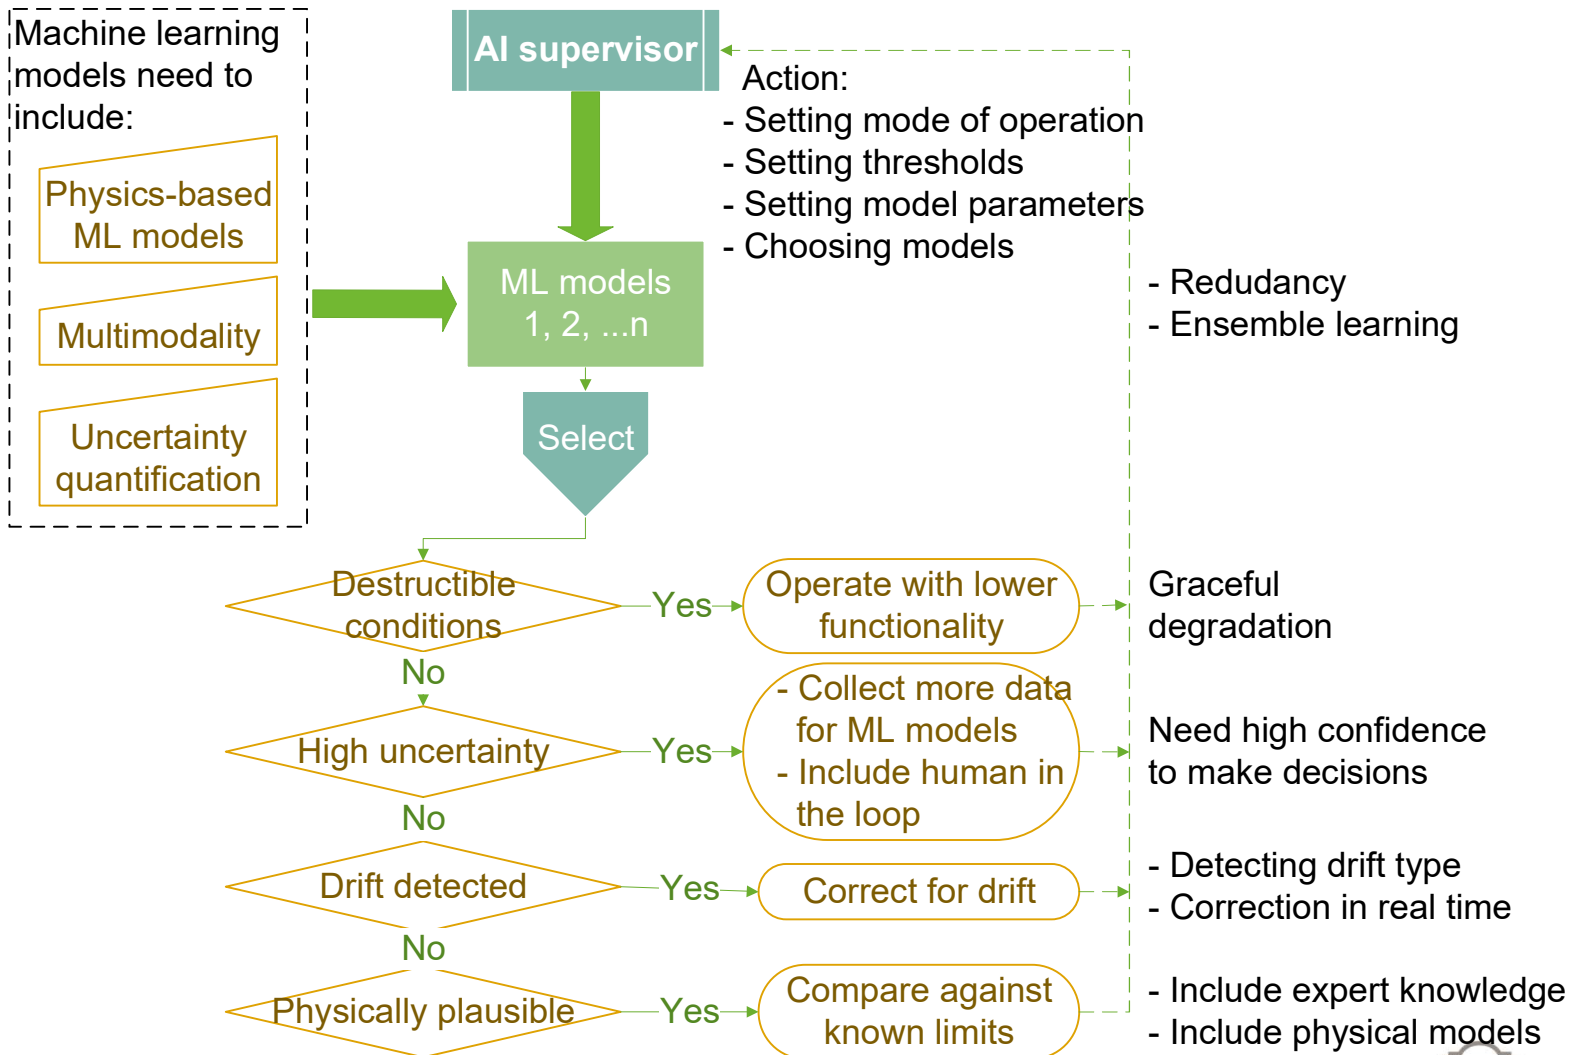 Machine learning
models need to
include:
Physics-based
ML models
Multimodality
Uncertainty
quantification
AI supervisor
Action:
- Setting mode of operation
- Setting thresholds
- Setting model parameters
- Choosing models
ML models
1, 2, ...n
- Redudancy
- Ensemble learning
Select
Destructible
conditions
Yes
Operate with lower
functionality
Graceful
degradation
No
High uncertainty
Yes
- Collect more data
for ML models
- Include human in
the loop
Need high confidence
to make decisions
No
Drift detected
Yes
Correct for drift
- Detecting drift type
- Correction in real time
No
Physically plausible
Yes
Compare against
known limits
- Include expert knowledge
- Include physical models